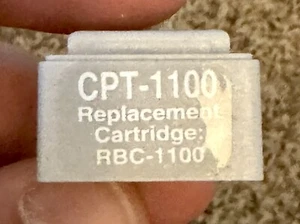 CPT-1100
Replacement
Cartridge:
RBC-1100